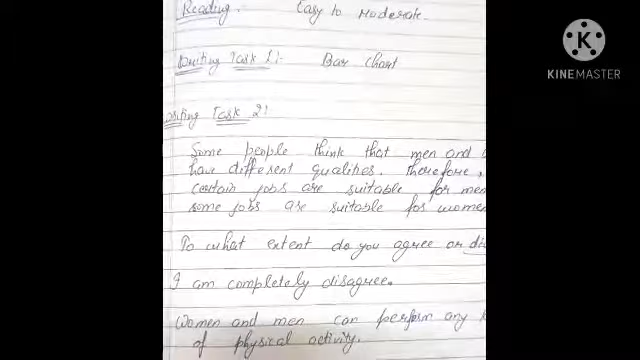 Reading:
Easy to Moderate.
Writing Task 1:-
Bar Chart
KINEMASTER
Writing Task 2:
Some people think that men and
have different qualities. Therefore,
certain jobs are suitable for men
some jobs are suitable for women
To what extent do you agree or
I am completely disagree.
Women and men can perform any
of physical activity.